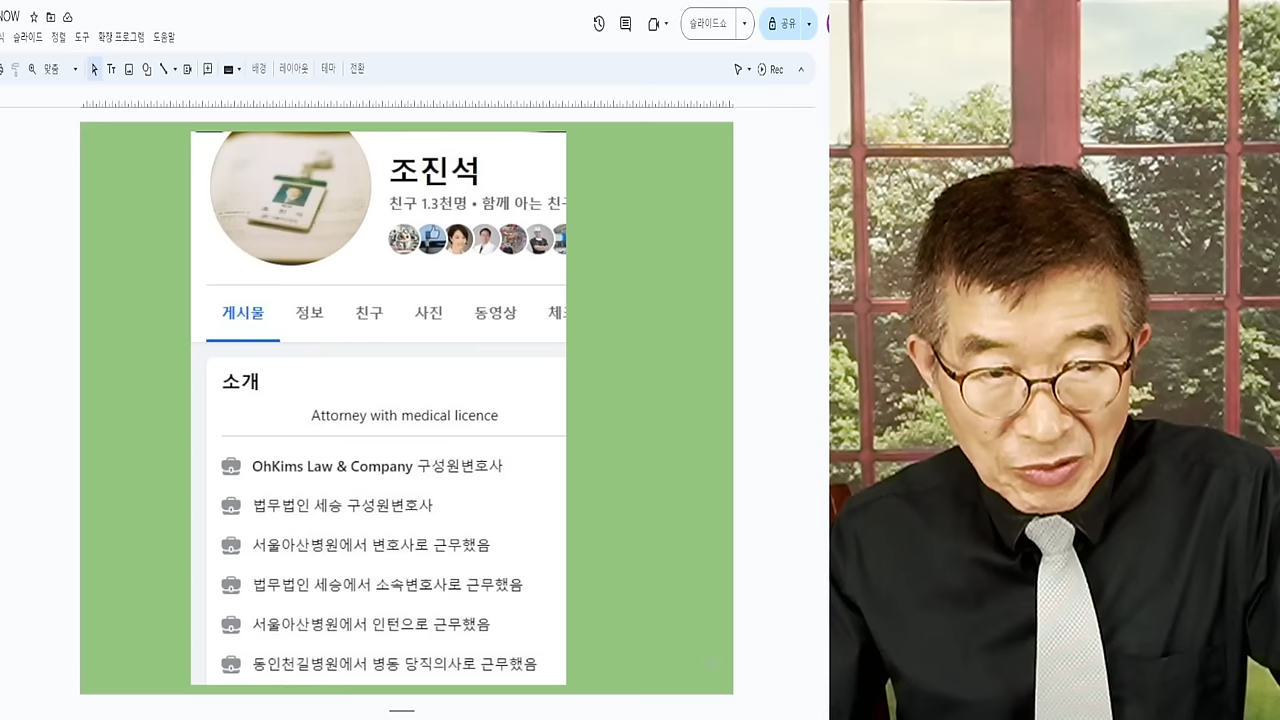 NOW
슬라이드 정렬 도구 확장 프로그램 도움말
슬라이드쇼
공유
맞춤
배경 레이아웃 테마 전환
Rec
조진석
친구 1.3천명 • 함께 아는 친구
게시물 정보 친구 사진 동영상
소개
Attorney with medical licence
OhKims Law & Company 구성원변호사
법무법인 세승 구성원변호사
서울아산병원에서 변호사로 근무했음
법무법인 세승에서 소속변호사로 근무했음
서울아산병원에서 인턴으로 근무했음
동인천길병원에서 병동 당직의사로 근무했음